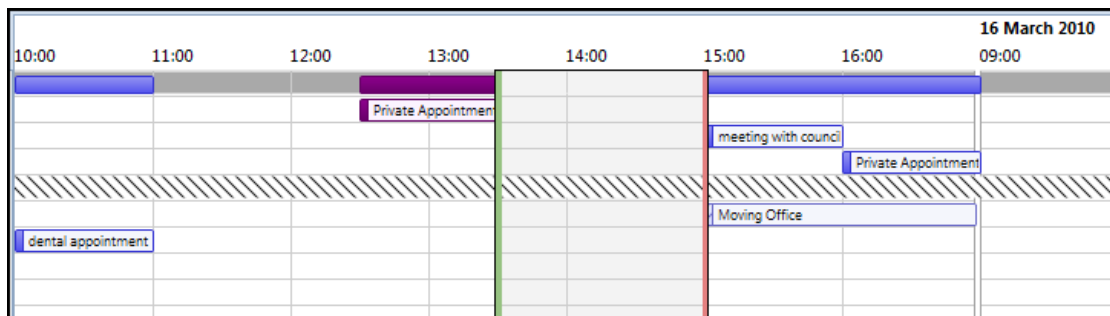 16 March 2010
10:00 11:00 12:00 13:00 14:00 15:00 16:00 09:00
Private Appointment
meeting with council
Private Appointment
Moving Office
dental appointment